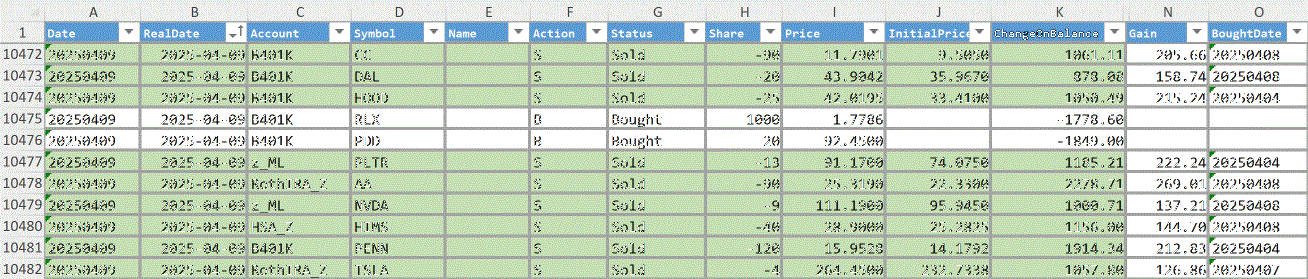 A B C D E F G H I J K N O
1 Date RealDate Account Symbol Name Action Status Share Price InitialPrice ChangeInBalance Gain BoughtDate
10472 20250409 2025-04-09 B401K CC S Sold -90 11.7901 9.5050 1061.11 205.66 20250408
10473 20250409 2025-04-09 B401K DAL S Sold -20 43.9042 35.9670 878.08 158.74 20250408
10474 20250409 2025-04-09 B401K HOOD S Sold -25 42.0195 33.4100 1050.49 215.24 20250404
10475 20250409 2025-04-09 B401K RLX B Bought 1000 1.7786 -1778.60
10476 20250409 2025-04-09 B401K PDD B Bought 20 92.4500 -1849.00
10477 20250409 2025-04-09 z_ML PLTR S Sold -13 91.1700 74.0750 1185.21 222.24 20250404
10478 20250409 2025-04-09 RothIRA_Z AA S Sold -90 25.3190 22.3300 2278.71 269.01 20250408
10479 20250409 2025-04-09 z_ML NVDA S Sold -9 111.1900 95.9450 1000.71 137.21 20250408
10480 20250409 2025-04-09 HSA_Z HIMS S Sold -40 28.9000 25.2825 1156.00 144.70 20250408
10481 20250409 2025-04-09 B401K PENN S Sold -120 15.9528 14.1792 1914.34 212.83 20250404
10482 20250409 2025-04-09 RothIRA_Z TSLA S Sold -4 264.4500 232.7338 1057.80 126.86 20250407